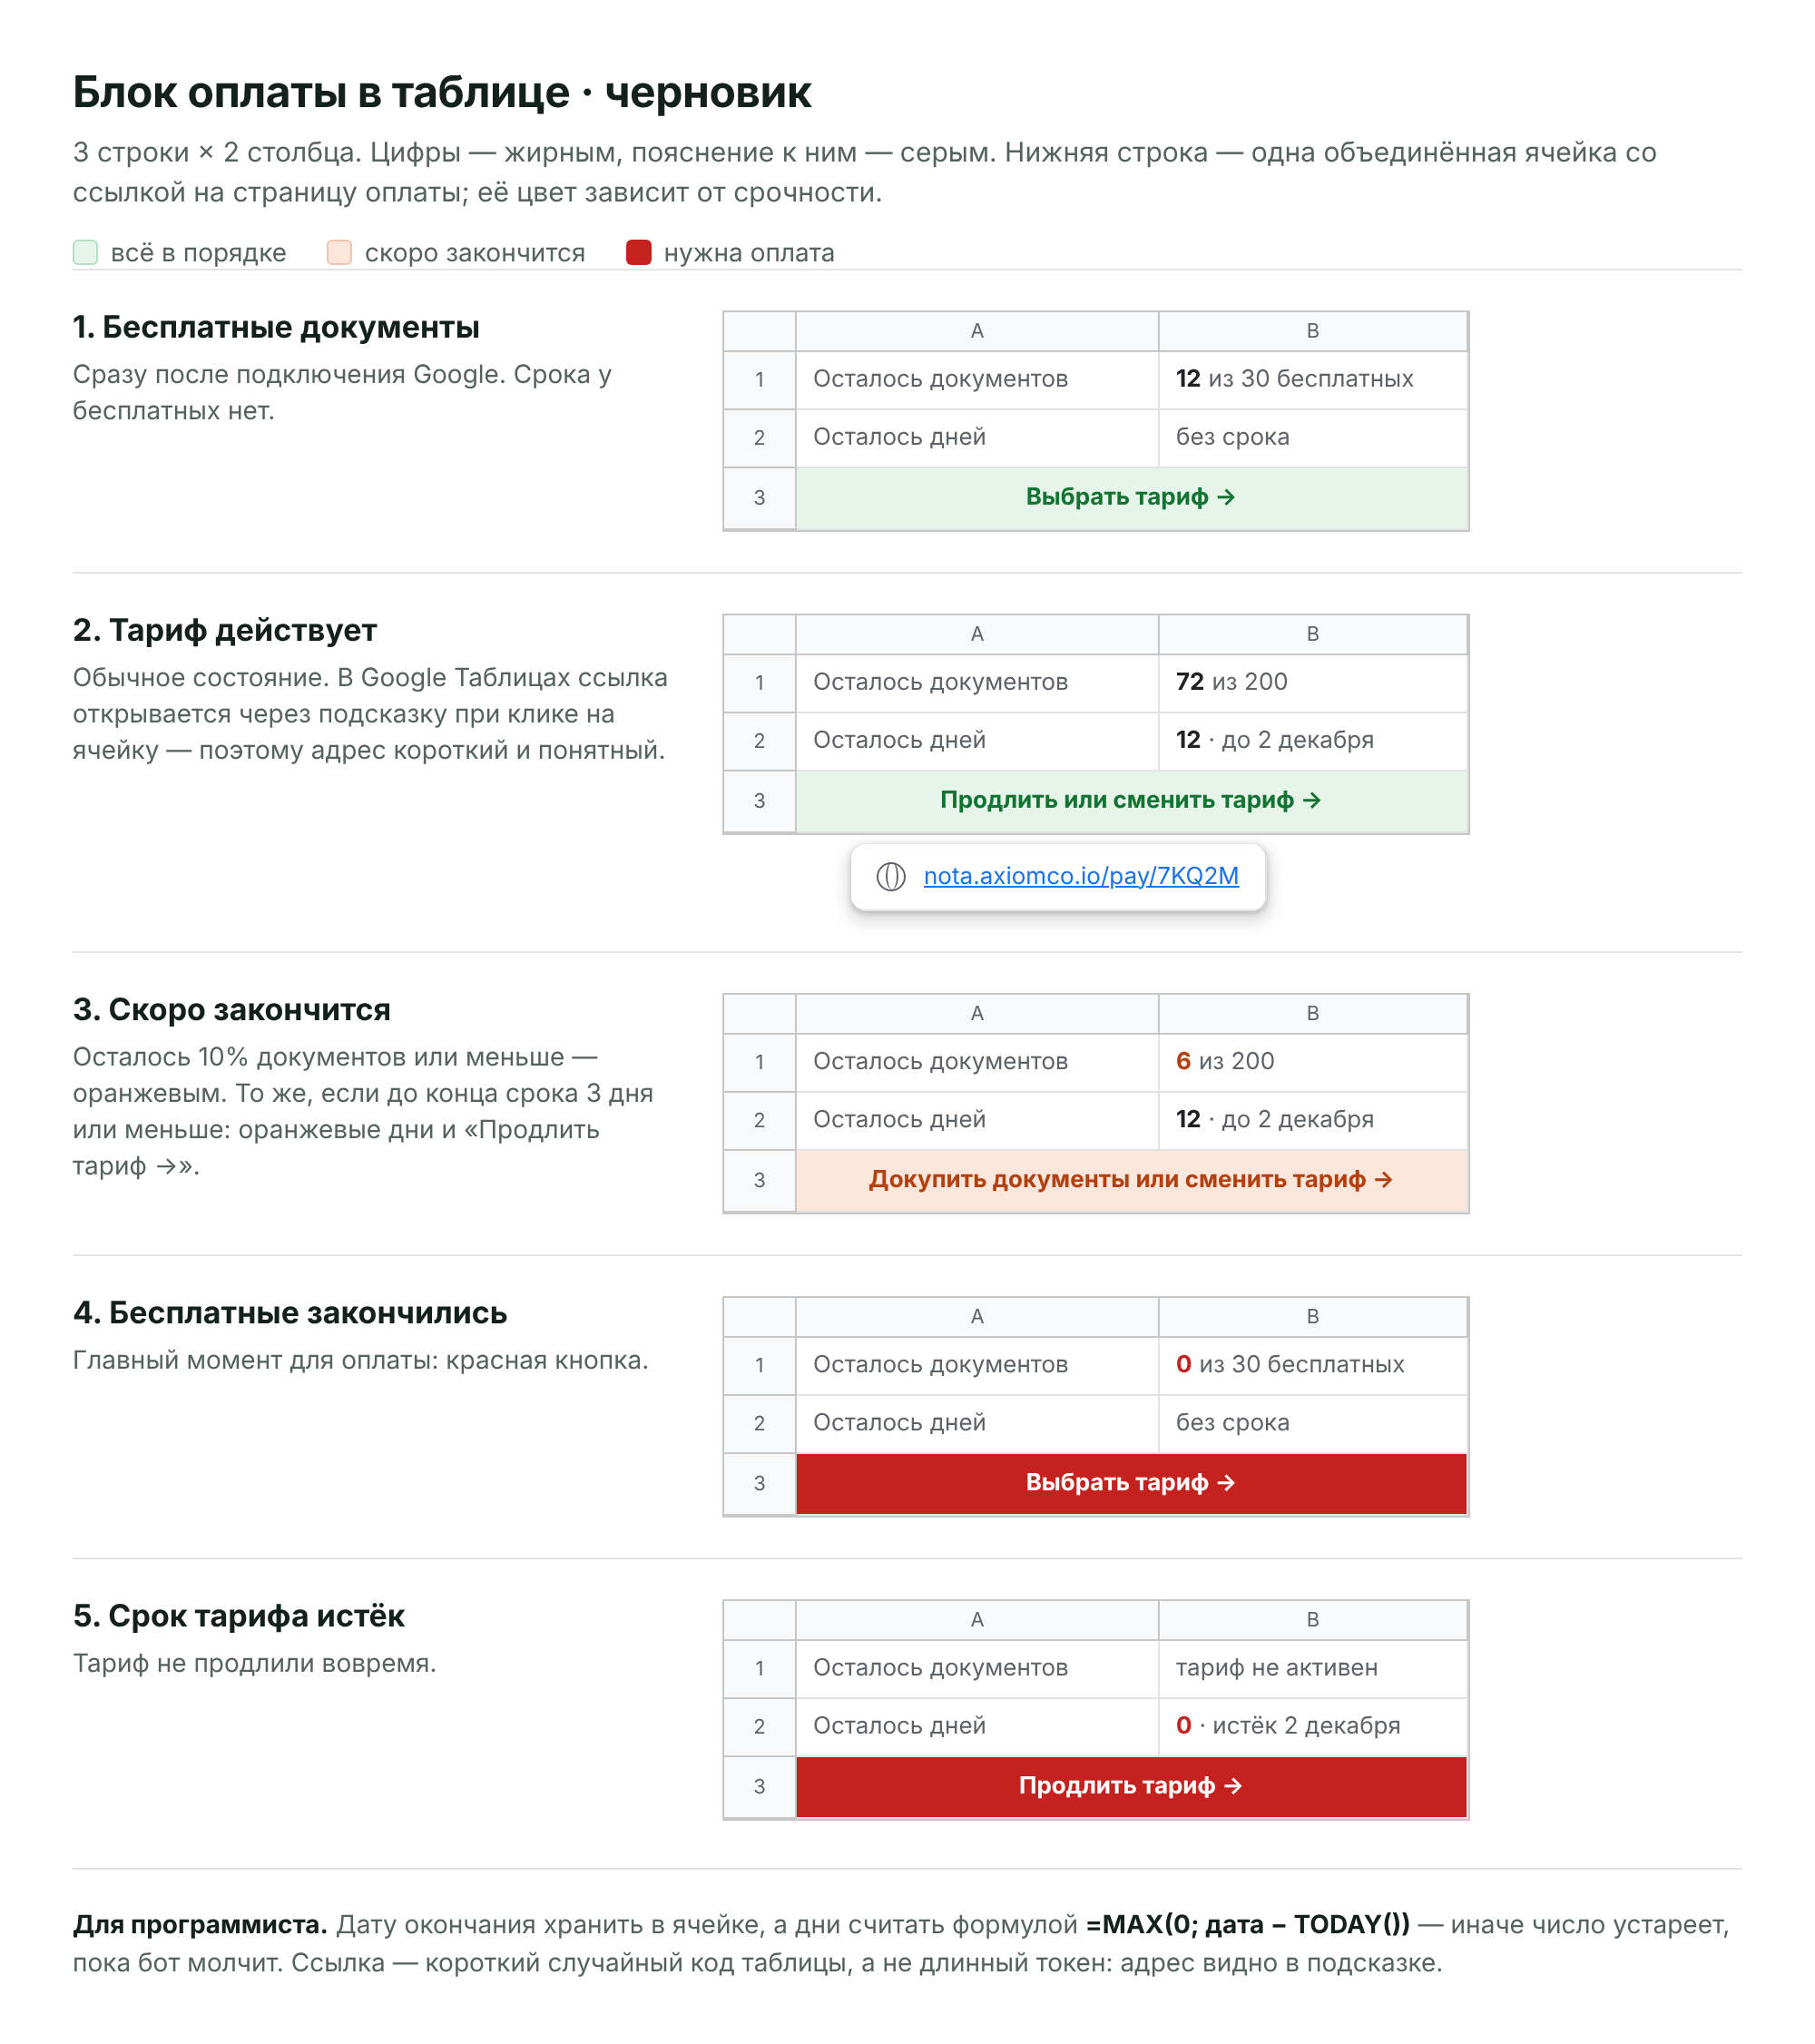 Блок оплаты в таблице · черновик
3 строки × 2 столбца. Цифры — жирным, пояснение к ним — серым. Нижняя строка — одна объединённая ячейка со
ссылкой на страницу оплаты; её цвет зависит от срочности.
всё в порядке скоро закончится нужна оплата
1. Бесплатные документы
Сразу после подключения Google. Срока у
бесплатных нет.
A B
1 Осталось документов 12 из 30 бесплатных
2 Осталось дней без срока
3 Выбрать тариф →
2. Тариф действует
Обычное состояние. В Google Таблицах ссылка
открывается через подсказку при клике на
ячейку — поэтому адрес короткий и понятный.
A B
1 Осталось документов 72 из 200
2 Осталось дней 12 · до 2 декабря
3 Продлить или сменить тариф →
nota.axiomco.io/pay/7KQ2M
3. Скоро закончится
Осталось 10% документов или меньше —
оранжевым. То же, если до конца срока 3 дня
или меньше: оранжевые дни и «Продлить
тариф →».
A B
1 Осталось документов 6 из 200
2 Осталось дней 12 · до 2 декабря
3 Докупить документы или сменить тариф →
4. Бесплатные закончились
Главный момент для оплаты: красная кнопка.
A B
1 Осталось документов 0 из 30 бесплатных
2 Осталось дней без срока
3 Выбрать тариф →
5. Срок тарифа истёк
Тариф не продлили вовремя.
A B
1 Осталось документов тариф не активен
2 Осталось дней 0 · истёк 2 декабря
3 Продлить тариф →
Для программиста. Дату окончания хранить в ячейке, а дни считать формулой =MAX(0; дата − TODAY()) — иначе число устареет,
пока бот молчит. Ссылка — короткий случайный код таблицы, а не длинный токен: адрес видно в подсказке.